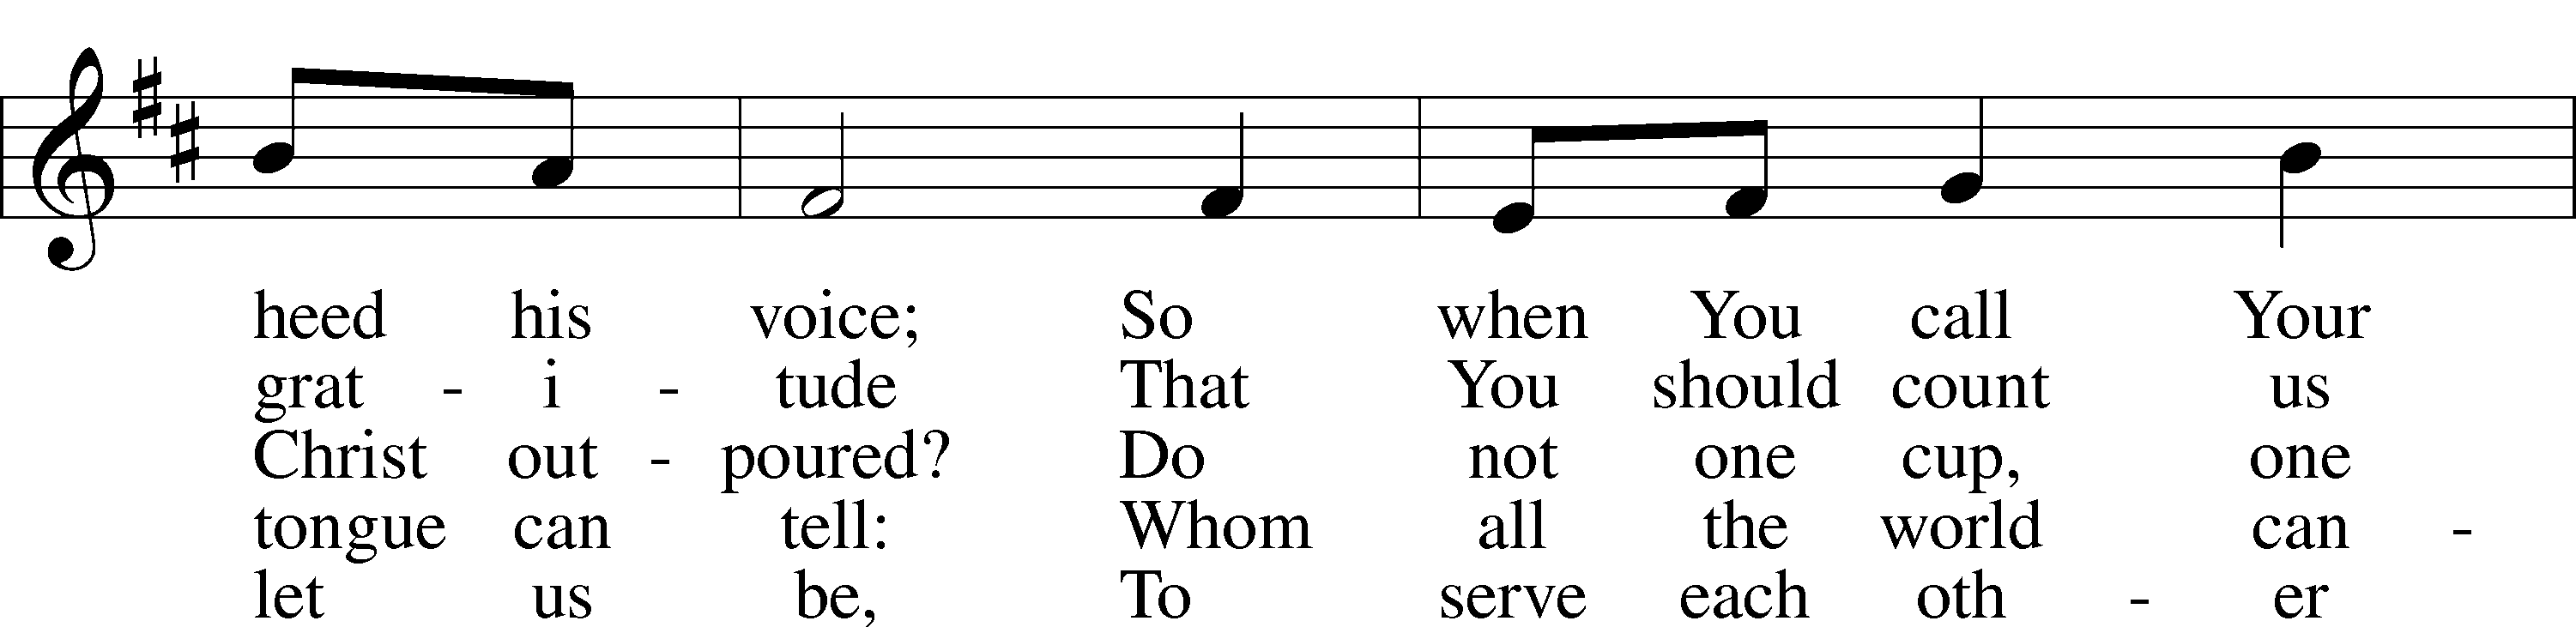 heed his voice; So when You call Your
grat - i - tude That You should count us
Christ out - poured? Do not one cup, one
tongue can tell: Whom all the world can -
let us be, To serve each oth - er